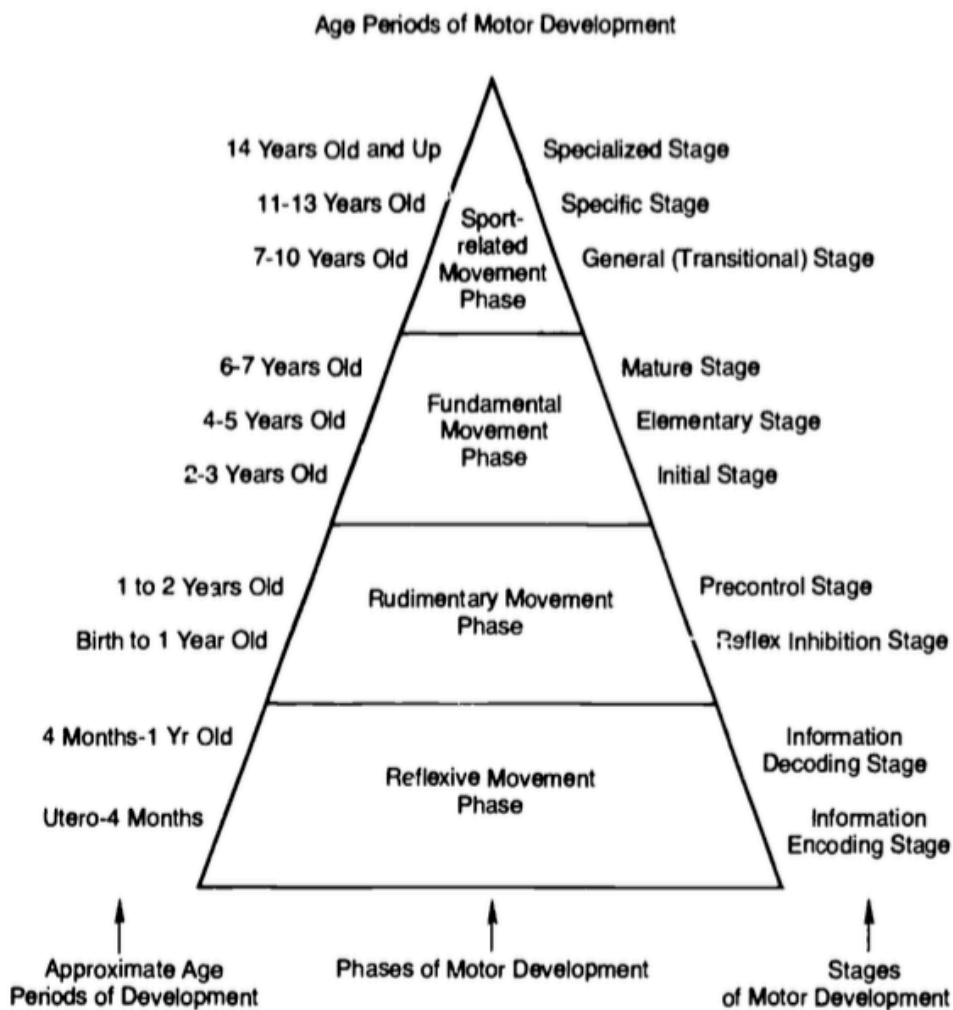 Age Periods of Motor Development
14 Years Old and Up
Specialized Stage
11-13 Years Old
Specific Stage
Sport-
related
Movement
Phase
7-10 Years Old
General (Transitional) Stage
6-7 Years Old
Mature Stage
Fundamental
Movement
Phase
4-5 Years Old
Elementary Stage
2-3 Years Old
Initial Stage
1 to 2 Years Old
Precontrol Stage
Rudimentary Movement
Phase
Birth to 1 Year Old
Reflex Inhibition Stage
4 Months-1 Yr Old
Information
Decoding Stage
Reflexive Movement
Phase
Utero-4 Months
Information
Encoding Stage
Approximate Age
Periods of Development
Phases of Motor Development
Stages
of Motor Development